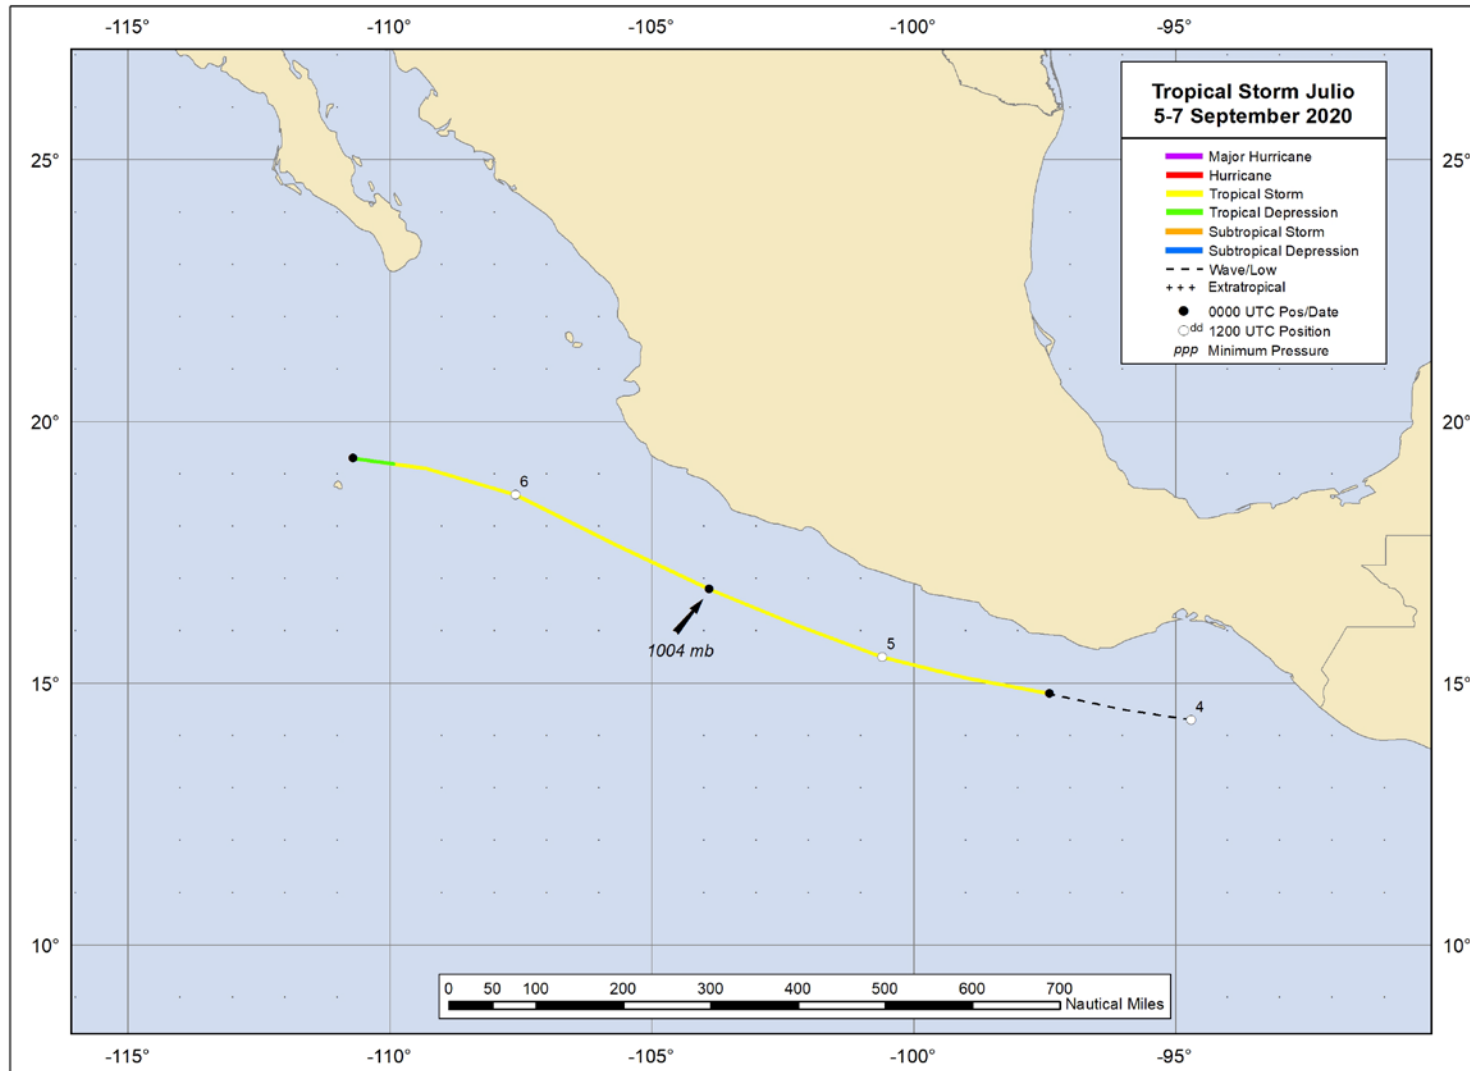 -115° -110° -105° -100° -95°
Tropical Storm Julio
5-7 September 2020
Major Hurricane
Hurricane
Tropical Storm
Tropical Depression
Subtropical Storm
Subtropical Depression
Wave/Low
+++ Extratropical
0000 UTC Pos/Date
dd 1200 UTC Position
ppp Minimum Pressure
25° 25°
20° 20°
6
5
1004 mb
15° 15°
4
10° 10°
0 50 100 200 300 400 500 600 700
Nautical Miles
-115° -110° -105° -100° -95°